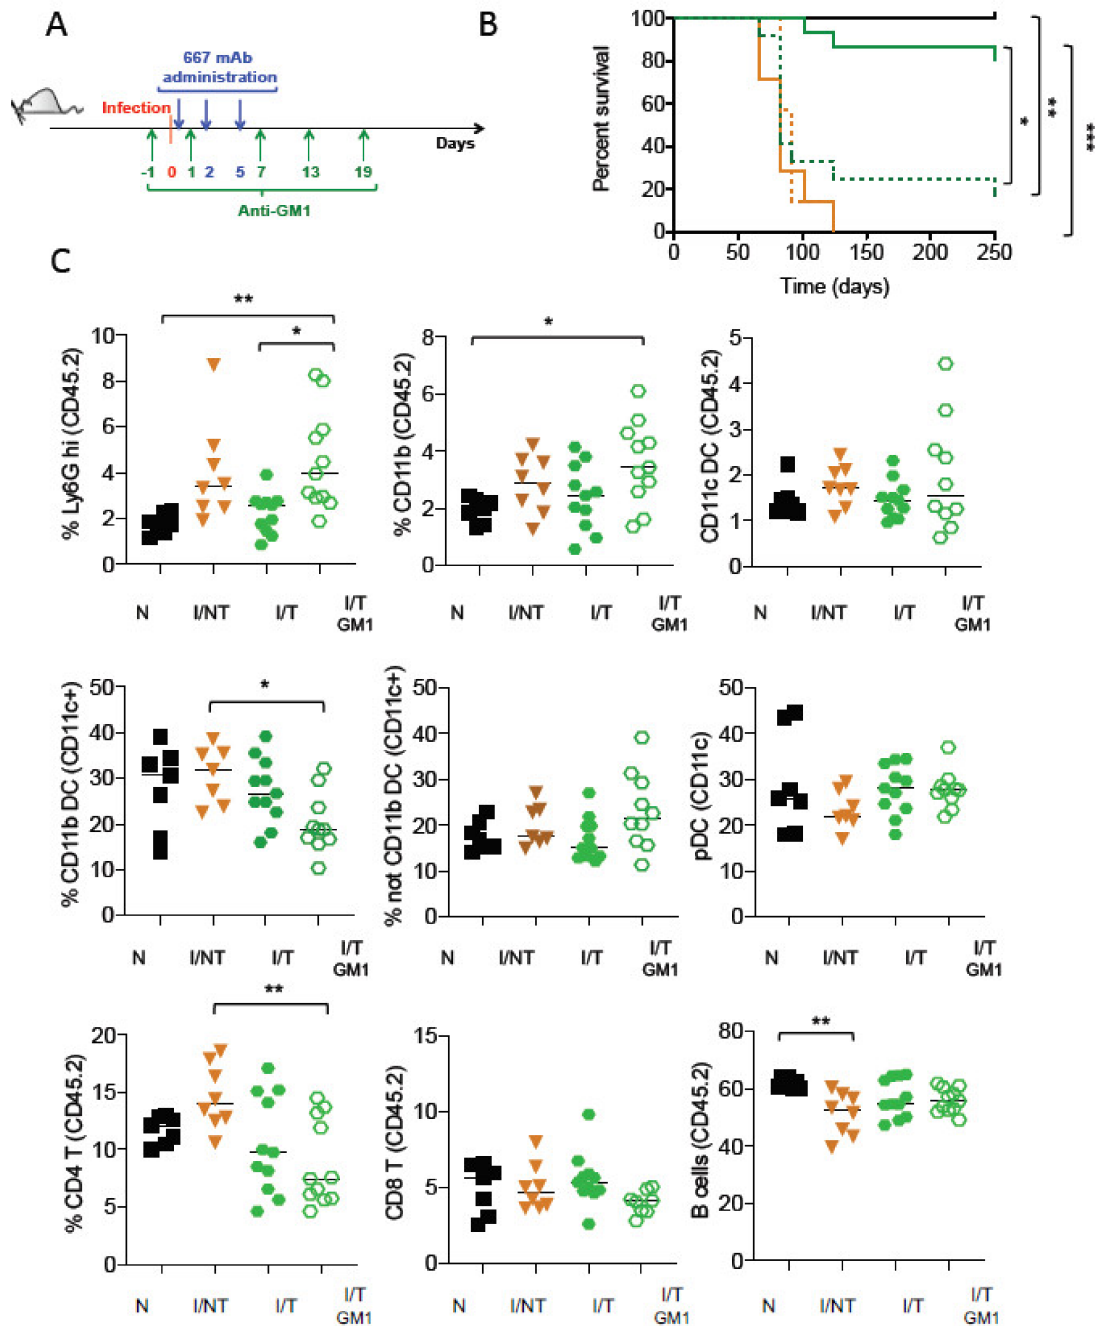 A
667 mAb
administration
Infection
Days
-1 0 1 2 5 7 13 19
Anti-GM1
B
Percent survival
100
80
60
40
20
0
0 50 100 150 200 250
Time (days)
*
**
***
C
**
*
% Ly6G hi (CD45.2)
10
8
6
4
2
0
N I/NT I/T I/T
GM1
*
% CD11b (CD45.2)
8
6
4
2
0
N I/NT I/T I/T
GM1
CD11c DC (CD45.2)
5
4
3
2
1
0
N I/NT I/T I/T
GM1
*
% CD11b DC (CD11c+)
50
40
30
20
10
0
N I/NT I/T I/T
GM1
% not CD11b DC (CD11c+)
50
40
30
20
10
0
N I/NT I/T I/T
GM1
pDC (CD11c)
50
40
30
20
10
0
N I/NT I/T I/T
GM1
**
% CD4 T (CD45.2)
20
15
10
5
0
N I/NT I/T I/T
GM1
CD8 T (CD45.2)
15
10
5
0
N I/NT I/T I/T
GM1
**
B cells (CD45.2)
80
60
40
20
0
N I/NT I/T I/T
GM1